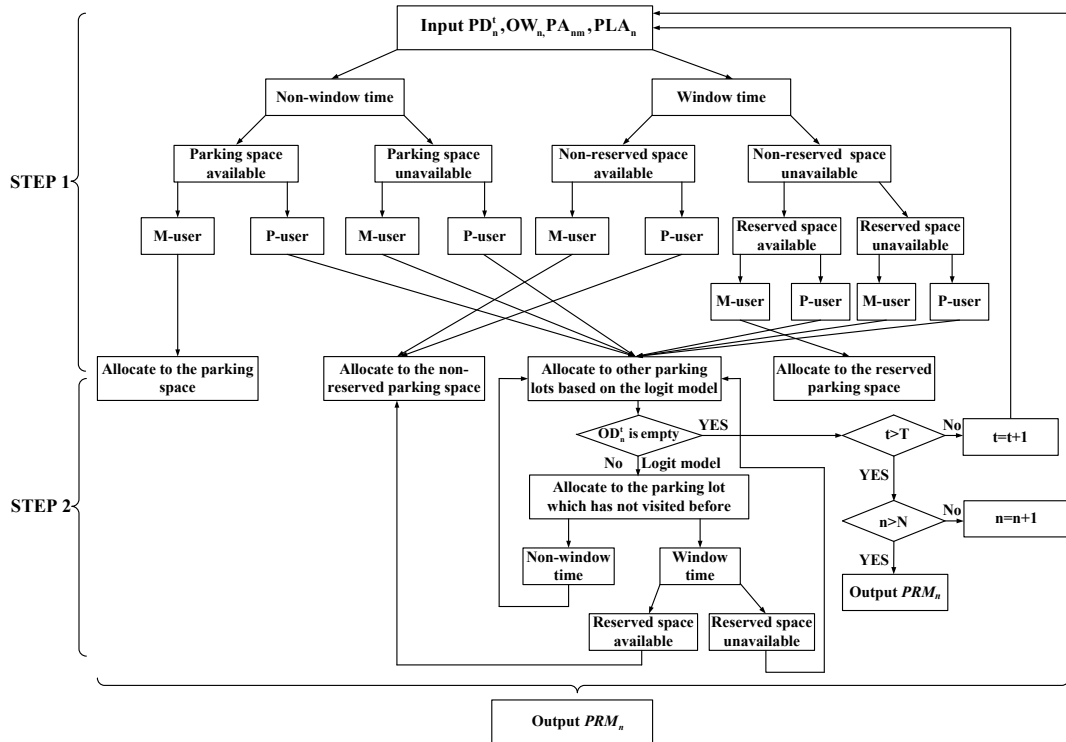 Input PD_n^t, OW_n, PA_nm, PLA_n
Non-window time
Window time
Parking space
available
Parking space
unavailable
Non-reserved space
available
Non-reserved space
unavailable
STEP 1
M-user
P-user
M-user
P-user
M-user
P-user
Reserved space
available
Reserved space
unavailable
M-user
P-user
M-user
P-user
Allocate to the parking
space
Allocate to the non-
reserved parking space
Allocate to other parking
lots based on the logit model
Allocate to the reserved
parking space
OD_n^t is empty
YES
t>T
No
t=t+1
No
Logit model
YES
STEP 2
Allocate to the parking lot
which has not visited before
n>N
No
n=n+1
Non-window
time
Window
time
YES
Output PRM_n
Reserved space
available
Reserved space
unavailable
Output PRM_n